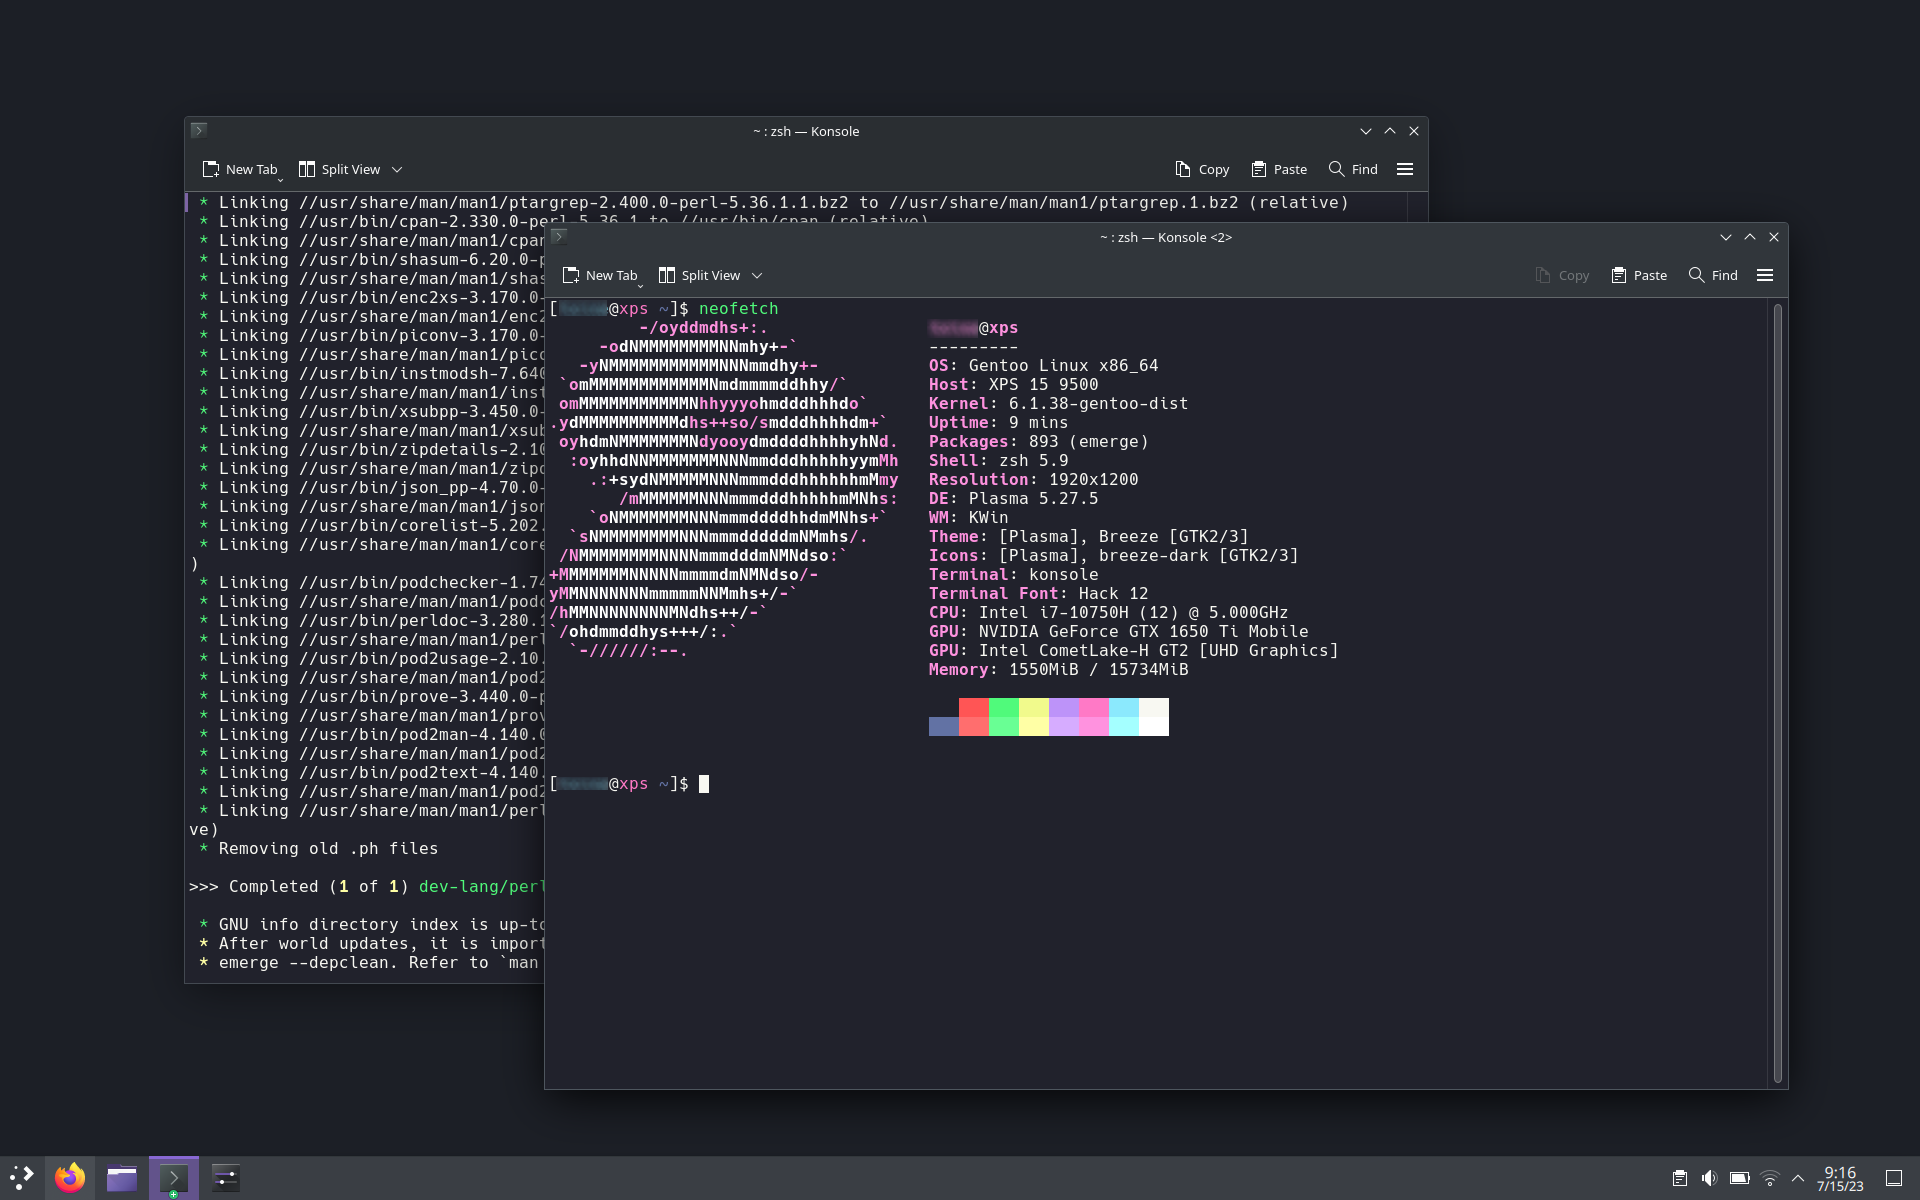 ~ : zsh — Konsole
New Tab Split View Copy Paste Find
* Linking //usr/share/man/man1/ptargrep-2.400.0-perl-5.36.1.1.bz2 to //usr/share/man/man1/ptargrep.1.bz2 (relative)
* Linking //usr/bin/cpan-2.330.0-perl-5.36.1 to //usr/bin/cpan (relative)
* Linking //usr/share/man/man1/cpan
* Linking //usr/bin/shasum-6.20.0-p
* Linking //usr/share/man/man1/shas
* Linking //usr/bin/enc2xs-3.170.0-
* Linking //usr/share/man/man1/enc2
* Linking //usr/bin/piconv-3.170.0-
* Linking //usr/share/man/man1/pico
* Linking //usr/bin/instmodsh-7.640
* Linking //usr/share/man/man1/inst
* Linking //usr/bin/xsubpp-3.450.0-
* Linking //usr/share/man/man1/xsub
* Linking //usr/bin/zipdetails-2.10
* Linking //usr/share/man/man1/zipd
* Linking //usr/bin/json_pp-4.70.0-
* Linking //usr/share/man/man1/json
* Linking //usr/bin/corelist-5.202.
* Linking //usr/share/man/man1/core
)
* Linking //usr/bin/podchecker-1.74
* Linking //usr/share/man/man1/podc
* Linking //usr/bin/perldoc-3.280.1
* Linking //usr/share/man/man1/perl
* Linking //usr/bin/pod2usage-2.10.
* Linking //usr/share/man/man1/pod2
* Linking //usr/bin/prove-3.440.0-p
* Linking //usr/share/man/man1/prov
* Linking //usr/bin/pod2man-4.140.0
* Linking //usr/share/man/man1/pod2
* Linking //usr/bin/pod2text-4.140.
* Linking //usr/share/man/man1/pod2
* Linking //usr/share/man/man1/perl
ve)
* Removing old .ph files
>>> Completed (1 of 1) dev-lang/perl
* GNU info directory index is up-to
* After world updates, it is import
* emerge --depclean. Refer to `man
~ : zsh — Konsole <2>
New Tab Split View Copy Paste Find
[@xps ~]$ neofetch
-/oyddmdhs+:.
-odNMMMMMMMMNNmhy+-`
-yNMMMMMMMMMMMNNNmmdhy+-
`omMMMMMMMMMMMMNmdmmmmddhhy/`
omMMMMMMMMMMMNhhyyyohmdddhhhdo`
.ydMMMMMMMMMMdhs++so/smdddhhhhdm+`
oyhdmNMMMMMMMNdyooydmddddhhhhyhNd.
:oyhhdNNMMMMMMMNNNmmdddhhhhhyymMh
.:+sydNMMMMMNNNmmmdddhhhhhhmMmy
/mMMMMMMNNNmmmdddhhhhhmMNhs:
`oNMMMMMMMNNNmmmddddhhdmMNhs+`
`sNMMMMMMMMNNNmmmdddddmNMmhs/.
/NMMMMMMMMNNNNmmmdddmNMNdso:`
+MMMMMMMNNNNNmmmmdmNMNdso/-
yMMNNNNNNNmmmmmNNMmhs+/-`
/hMMNNNNNNNNMNdhs++/-`
`/ohdmmddhys+++/:.`
`-//////:--.
@xps
---------
OS: Gentoo Linux x86_64
Host: XPS 15 9500
Kernel: 6.1.38-gentoo-dist
Uptime: 9 mins
Packages: 893 (emerge)
Shell: zsh 5.9
Resolution: 1920x1200
DE: Plasma 5.27.5
WM: KWin
Theme: [Plasma], Breeze [GTK2/3]
Icons: [Plasma], breeze-dark [GTK2/3]
Terminal: konsole
Terminal Font: Hack 12
CPU: Intel i7-10750H (12) @ 5.000GHz
GPU: NVIDIA GeForce GTX 1650 Ti Mobile
GPU: Intel CometLake-H GT2 [UHD Graphics]
Memory: 1550MiB / 15734MiB
[@xps ~]$
9:16
7/15/23